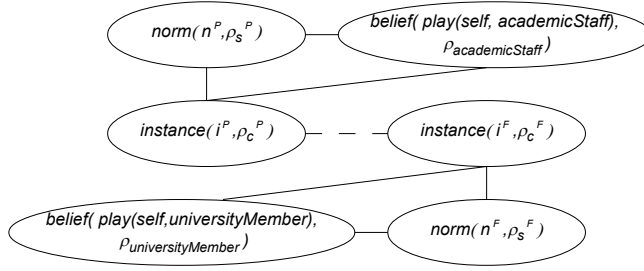 norm(n^P,ρ_s^P)
belief( play(self, academicStaff),
ρ_academicStaff)
instance(i^P,ρ_c^P)
instance(i^F,ρ_c^F)
belief( play(self,universityMember),
ρ_universityMember)
norm(n^F,ρ_s^F)